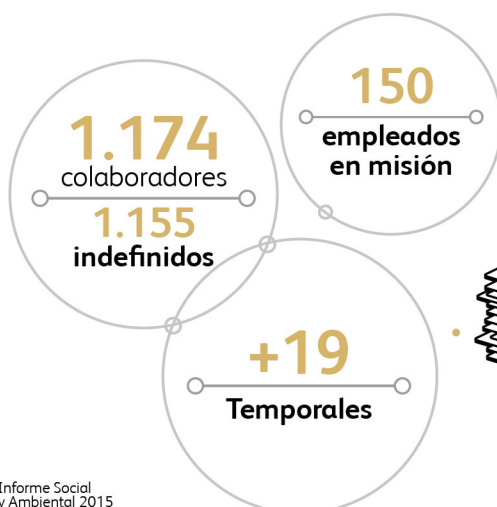 1.174
colaboradores
1.155
indefinidos
150
empleados
en misión
+19
Temporales
Informe Social
y Ambiental 2015